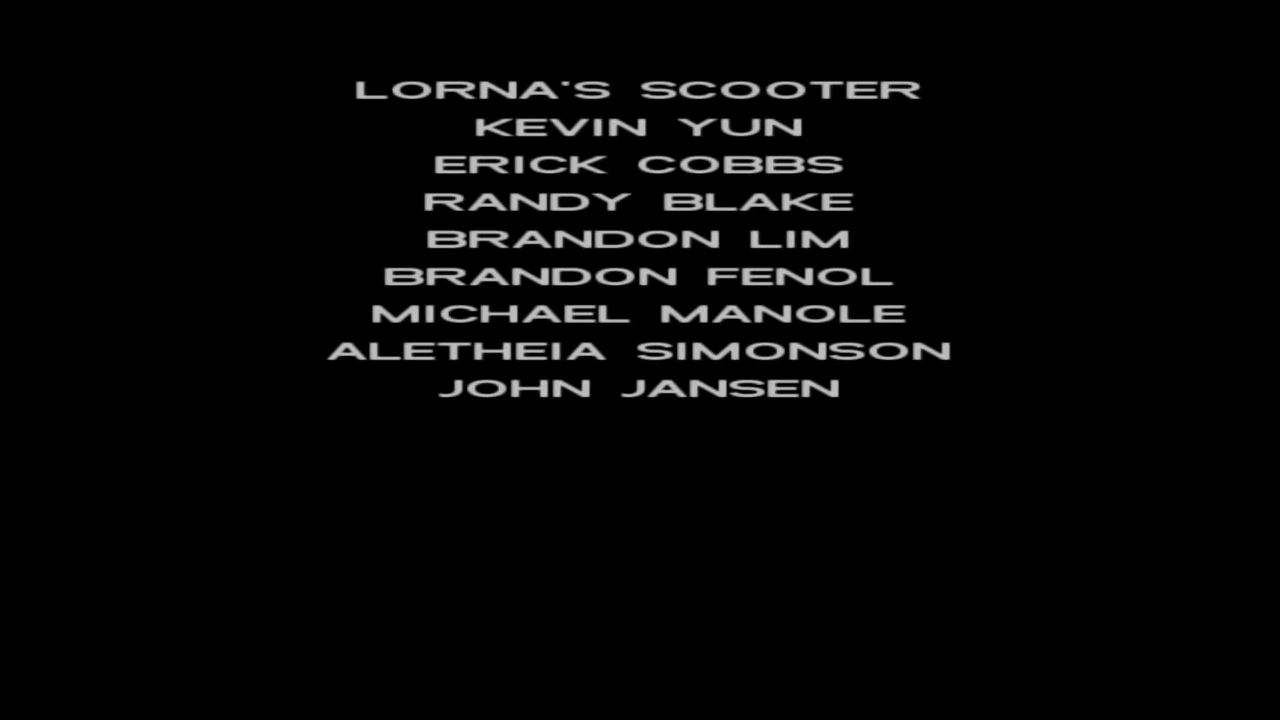 LORNA'S SCOOTER
KEVIN YUN
ERICK COBBS
RANDY BLAKE
BRANDON LIM
BRANDON FENOL
MICHAEL MANOLE
ALETHEIA SIMONSON
JOHN JANSEN